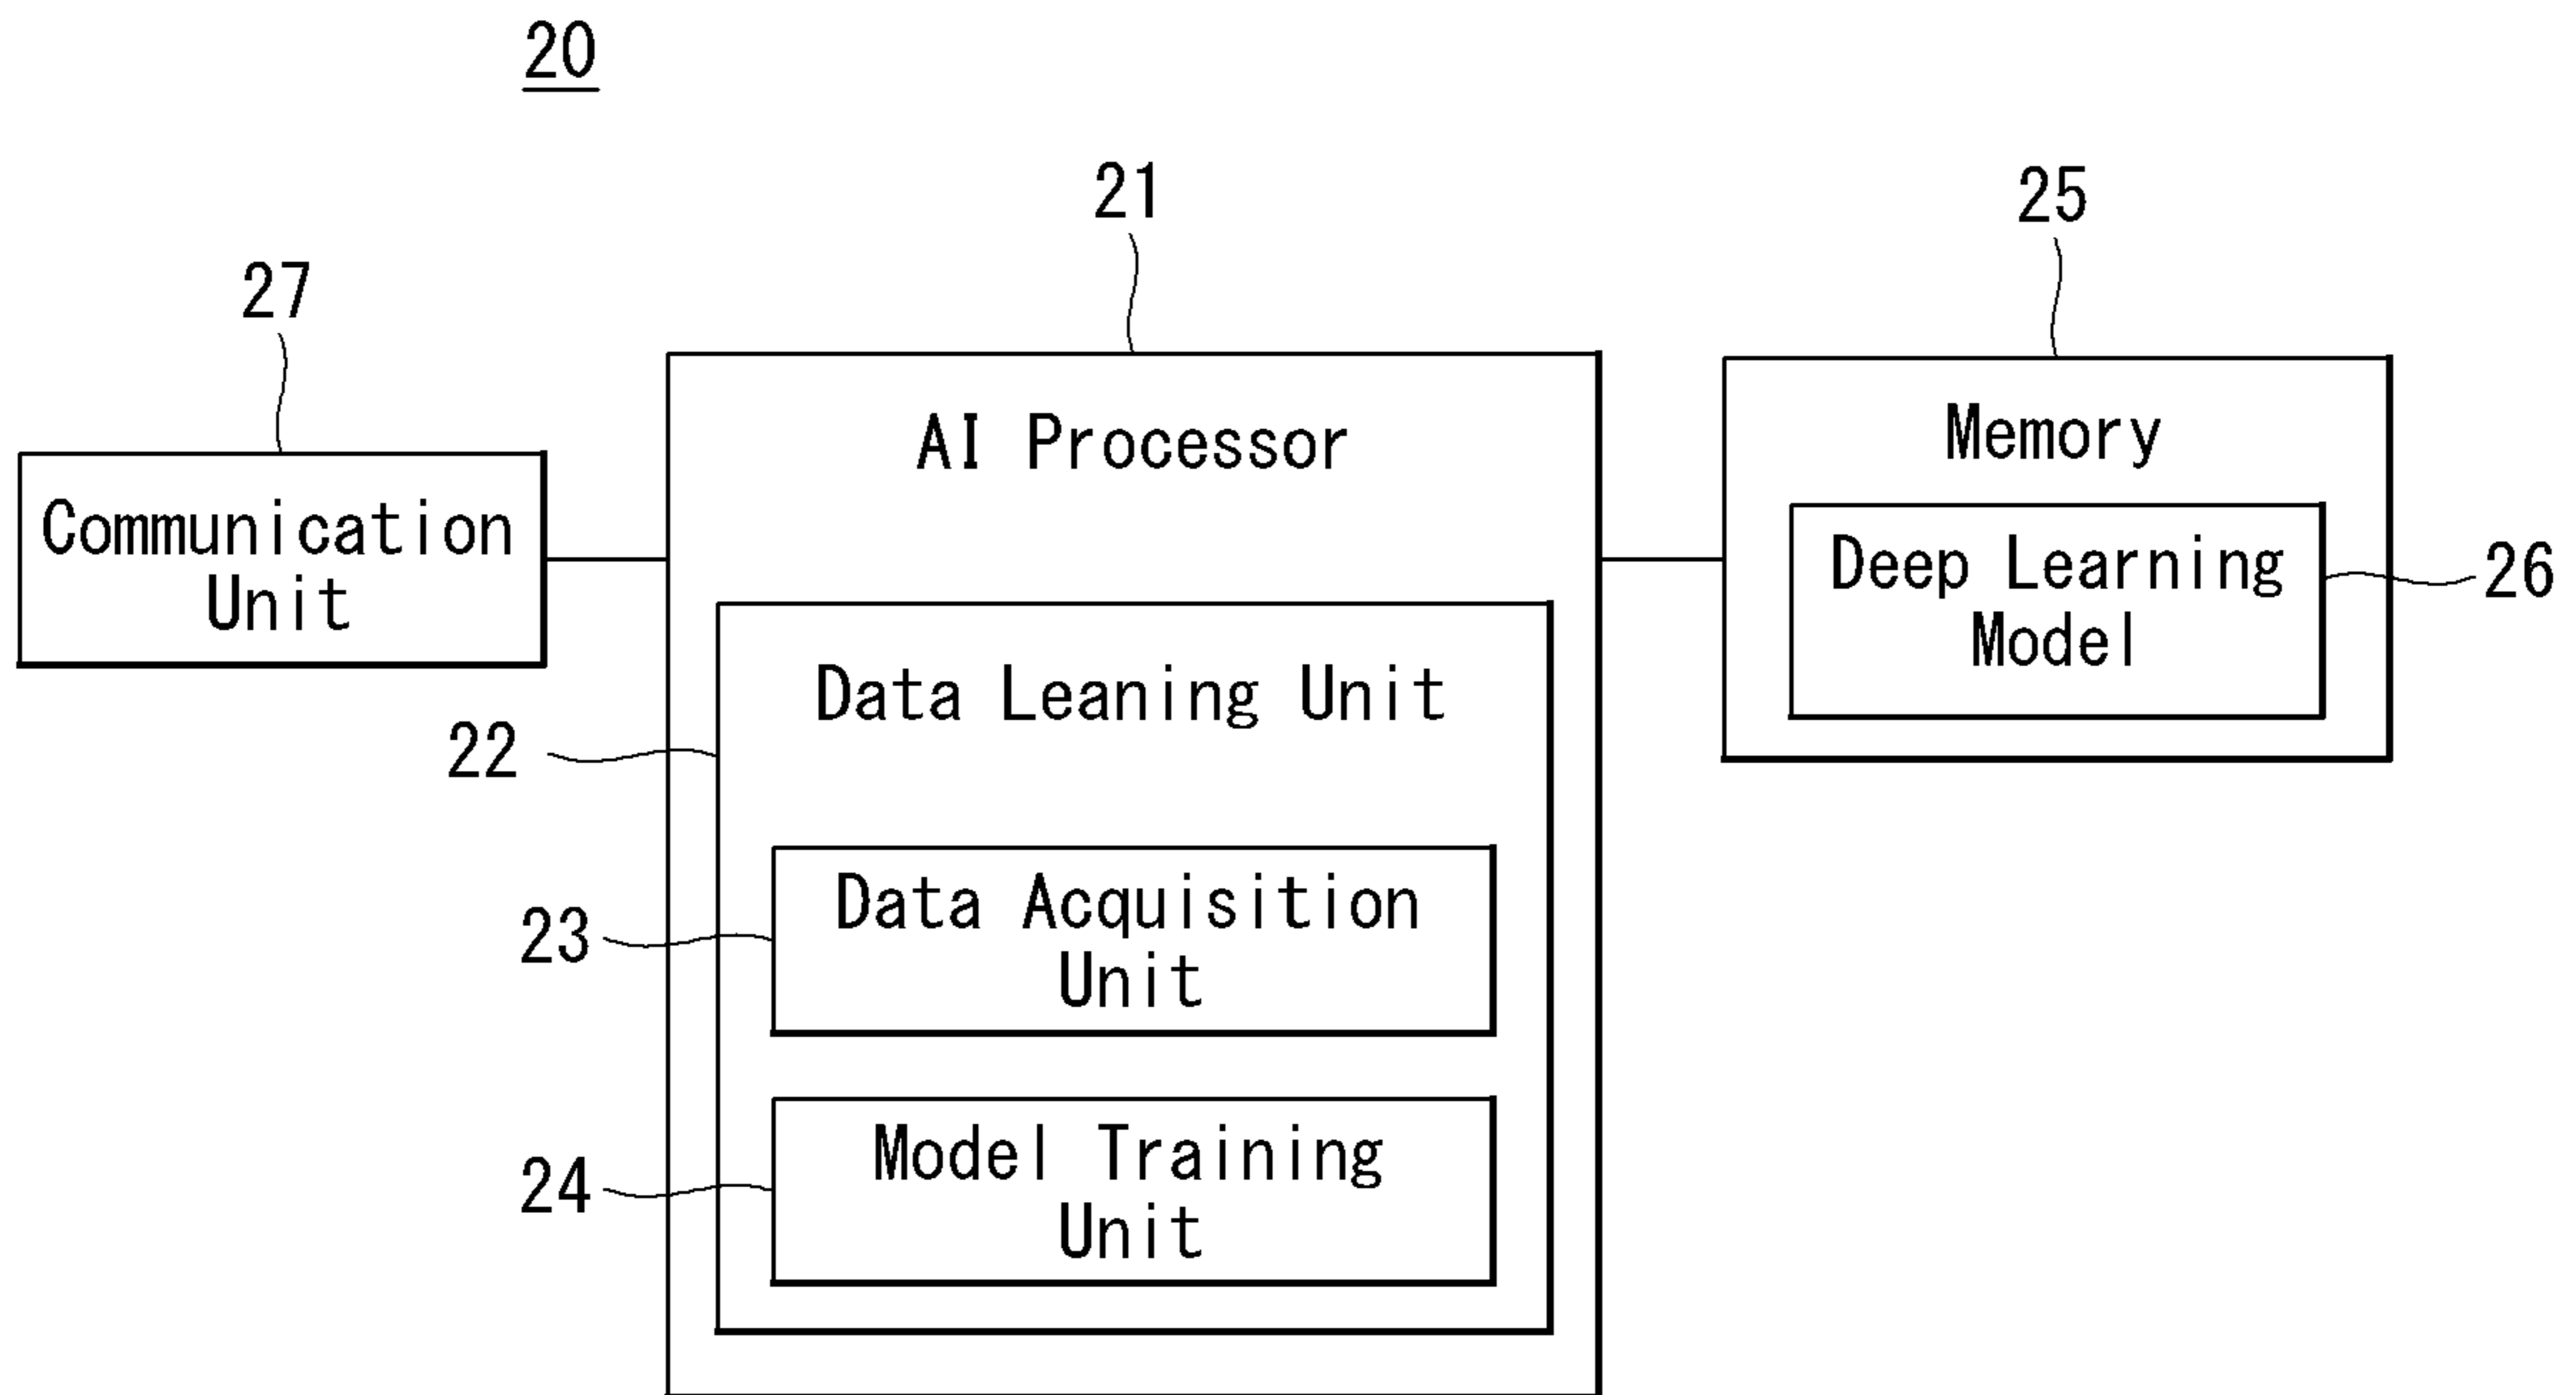 20
21
25
27
AI Processor
Memory
Communication
Unit
Deep Learning
Model
26
Data Leaning Unit
22
Data Acquisition
Unit
23
Model Training
Unit
24